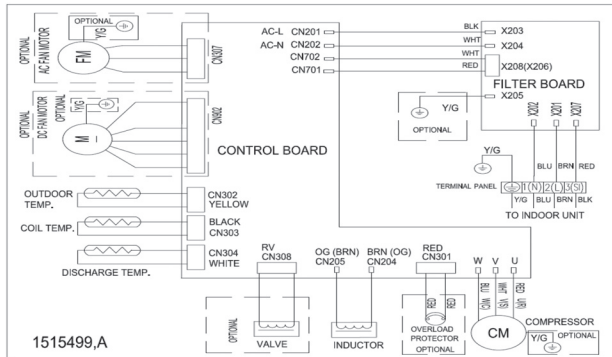 OPTIONAL
AC FAN MOTOR
OPTIONAL
Y/G
FM
CN307
OPTIONAL
DC FAN MOTOR
OPTIONAL
Y/G
M
CN902
AC-L CN201
AC-N CN202
CN702
CN701
BLK
WHT
WHT
RED
X203
X204
X208(X206)
FILTER BOARD
X205
Y/G
OPTIONAL
X202
X201
X207
CONTROL BOARD
Y/G
BLU
BRN
RED
TERMINAL PANEL
1(N) 2(L) 3(SI)
Y/G
BLU
BRN
BLK
TO INDOOR UNIT
OUTDOOR TEMP.
CN302
YELLOW
COIL TEMP.
BLACK
CN303
DISCHARGE TEMP.
CN304
WHITE
RV
CN308
OG (BRN)
CN205
BRN (OG)
CN204
RED
CN301
W V U
OPTIONAL
VALVE
INDUCTOR
RED
RED
OVERLOAD
PROTECTOR
OPTIONAL
BLU W(C)
WHT V(S)
RED U(R)
CM
COMPRESSOR
Y/G
OPTIONAL
1515499,A